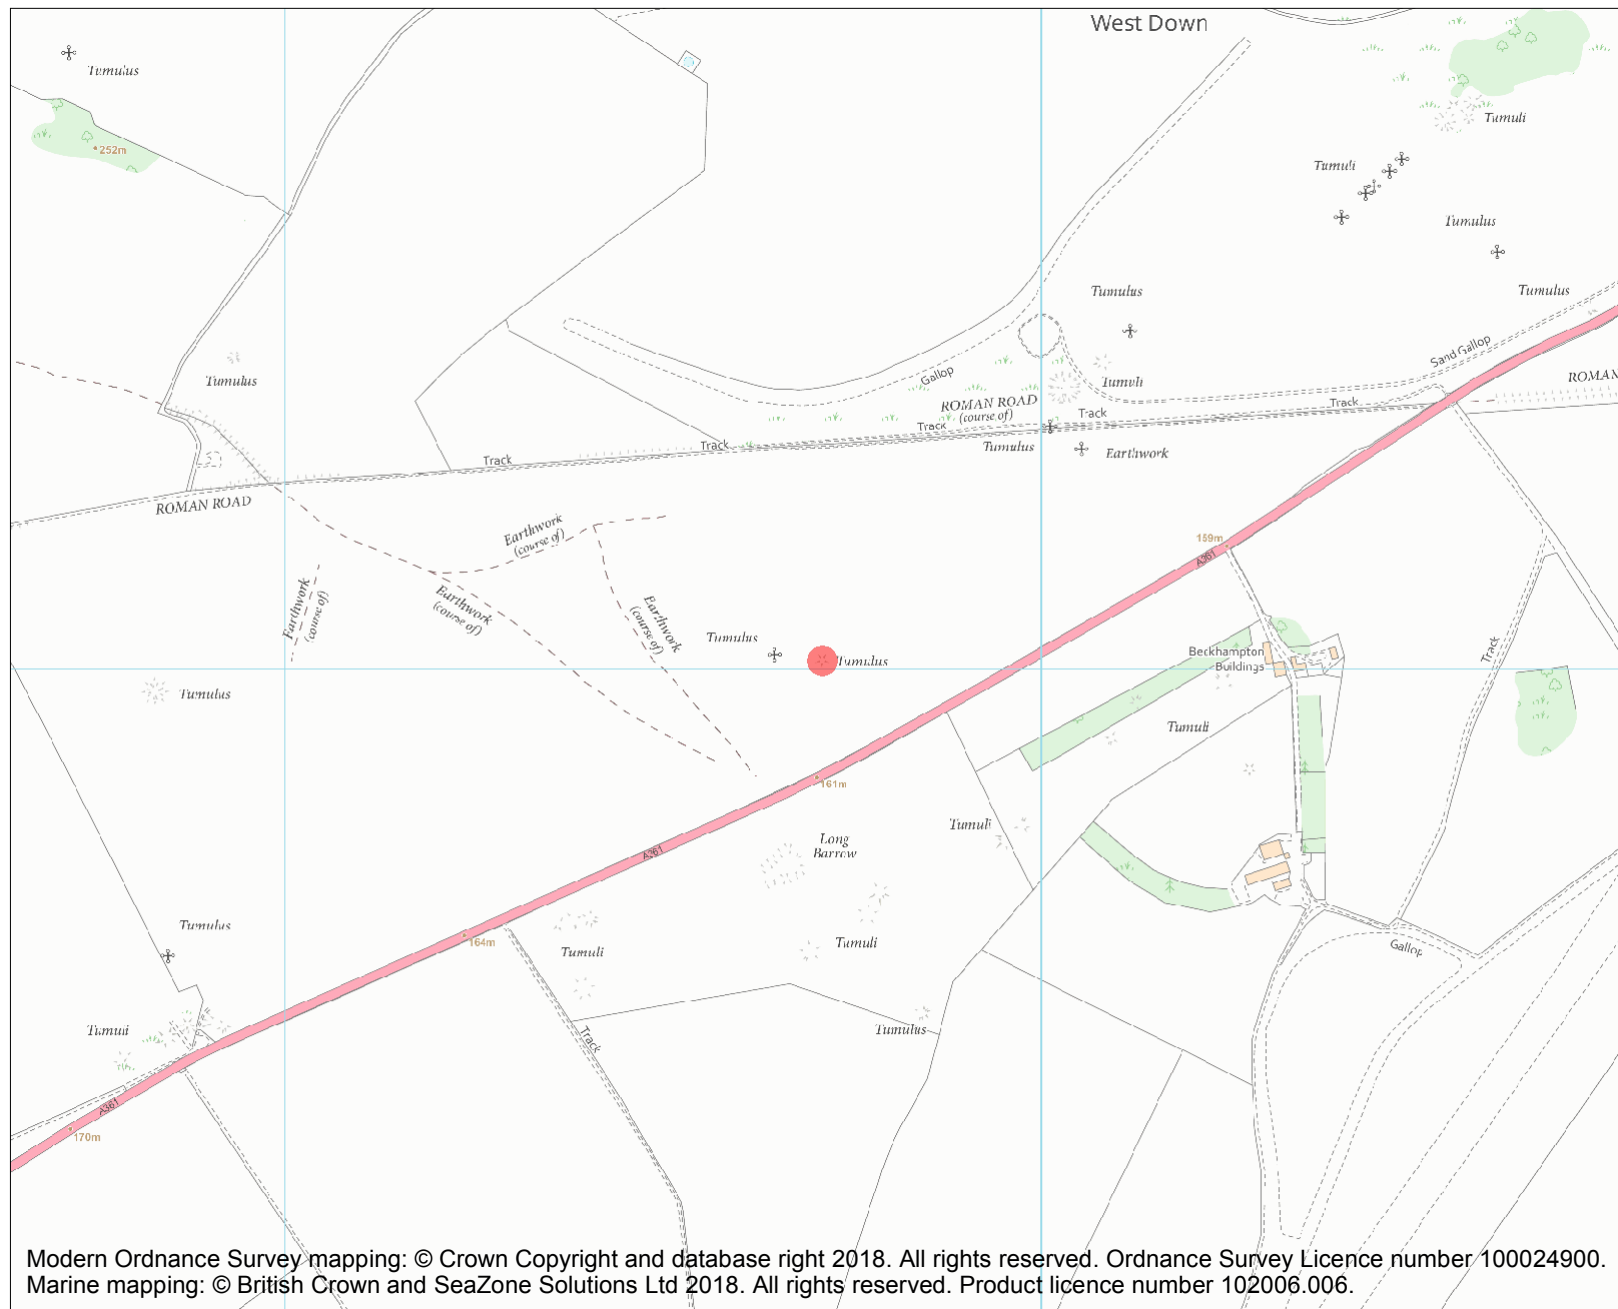 West Down
Tumulus
Tumuli
252m
Tumuli
Tumulus
Tumulus
Tumulus
Sand Gallop
Tumulus
Gallop
Tumuli
ROMAN
ROMAN ROAD
(course of)
Track
Track
Track
Track
Track
Tumulus
Earthwork
ROMAN ROAD
Earthwork
(course of)
159m
A361
Earthwork
(course of)
Earthwork
(course of)
Earthwork
(course of)
Tumulus
Tumulus
Beckhampton
Buildings
Track
Tumulus
Tumuli
161m
Tumuli
Long
Barrow
A361
Tumulus
164m
Tumuli
Tumuli
Gallop
Tumuli
Tumulus
Track
A361
170m
Modern Ordnance Survey mapping: © Crown Copyright and database right 2018. All rights reserved. Ordnance Survey Licence number 100024900.
Marine mapping: © British Crown and SeaZone Solutions Ltd 2018. All rights reserved. Product licence number 102006.006.